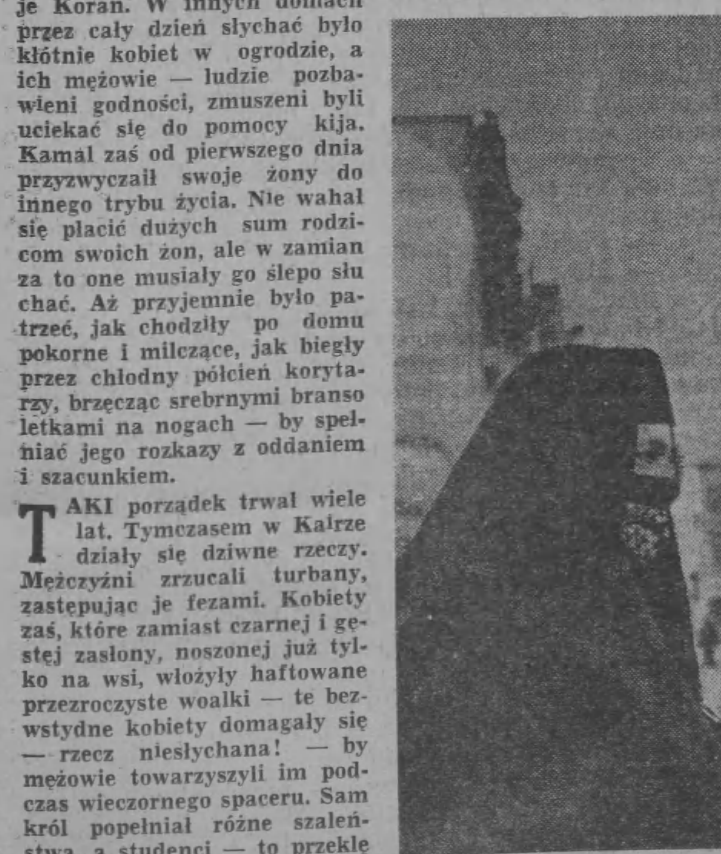 je Koran. W innych domach
przez cały dzień słychać było
kłótnie kobiet w ogrodzie, a
ich mężowie — ludzie pozba-
wieni godności, zmuszeni byli
uciekać się do pomocy kija.
Kamal zaś od pierwszego dnia
przyzwyczaił swoje żony do
innego trybu życia. Nie wahał
się płacić dużych sum rodzi-
com swoich żon, ale w zamian
za to one musiały go ślepo słu
chać. Aż przyjemnie było pa-
trzeć, jak chodziły po domu
pokorne i milczące, jak biegły
przez chłodny półcień koryta-
rzy, brzęcząc srebrnymi branso
letkami na nogach — by speł-
niać jego rozkazy z oddaniem
i szacunkiem.
TAKI porządek trwał wiele
lat. Tymczasem w Kairze
działy się dziwne rzeczy.
Mężczyźni zrzucali turbany,
zastępując je fezami. Kobiety
zaś, które zamiast czarnej i gę-
stej zasłony, noszonej już tyl-
ko na wsi, włożyły haftowane
przezroczyste woalki — te bez-
wstydne kobiety domagały się
— rzecz niesłychana! — by
mężowie towarzyszyli im pod-
czas wieczornego spaceru. Sam
król popełniał różne szaleń-
stwa, a studenci — to przeklę